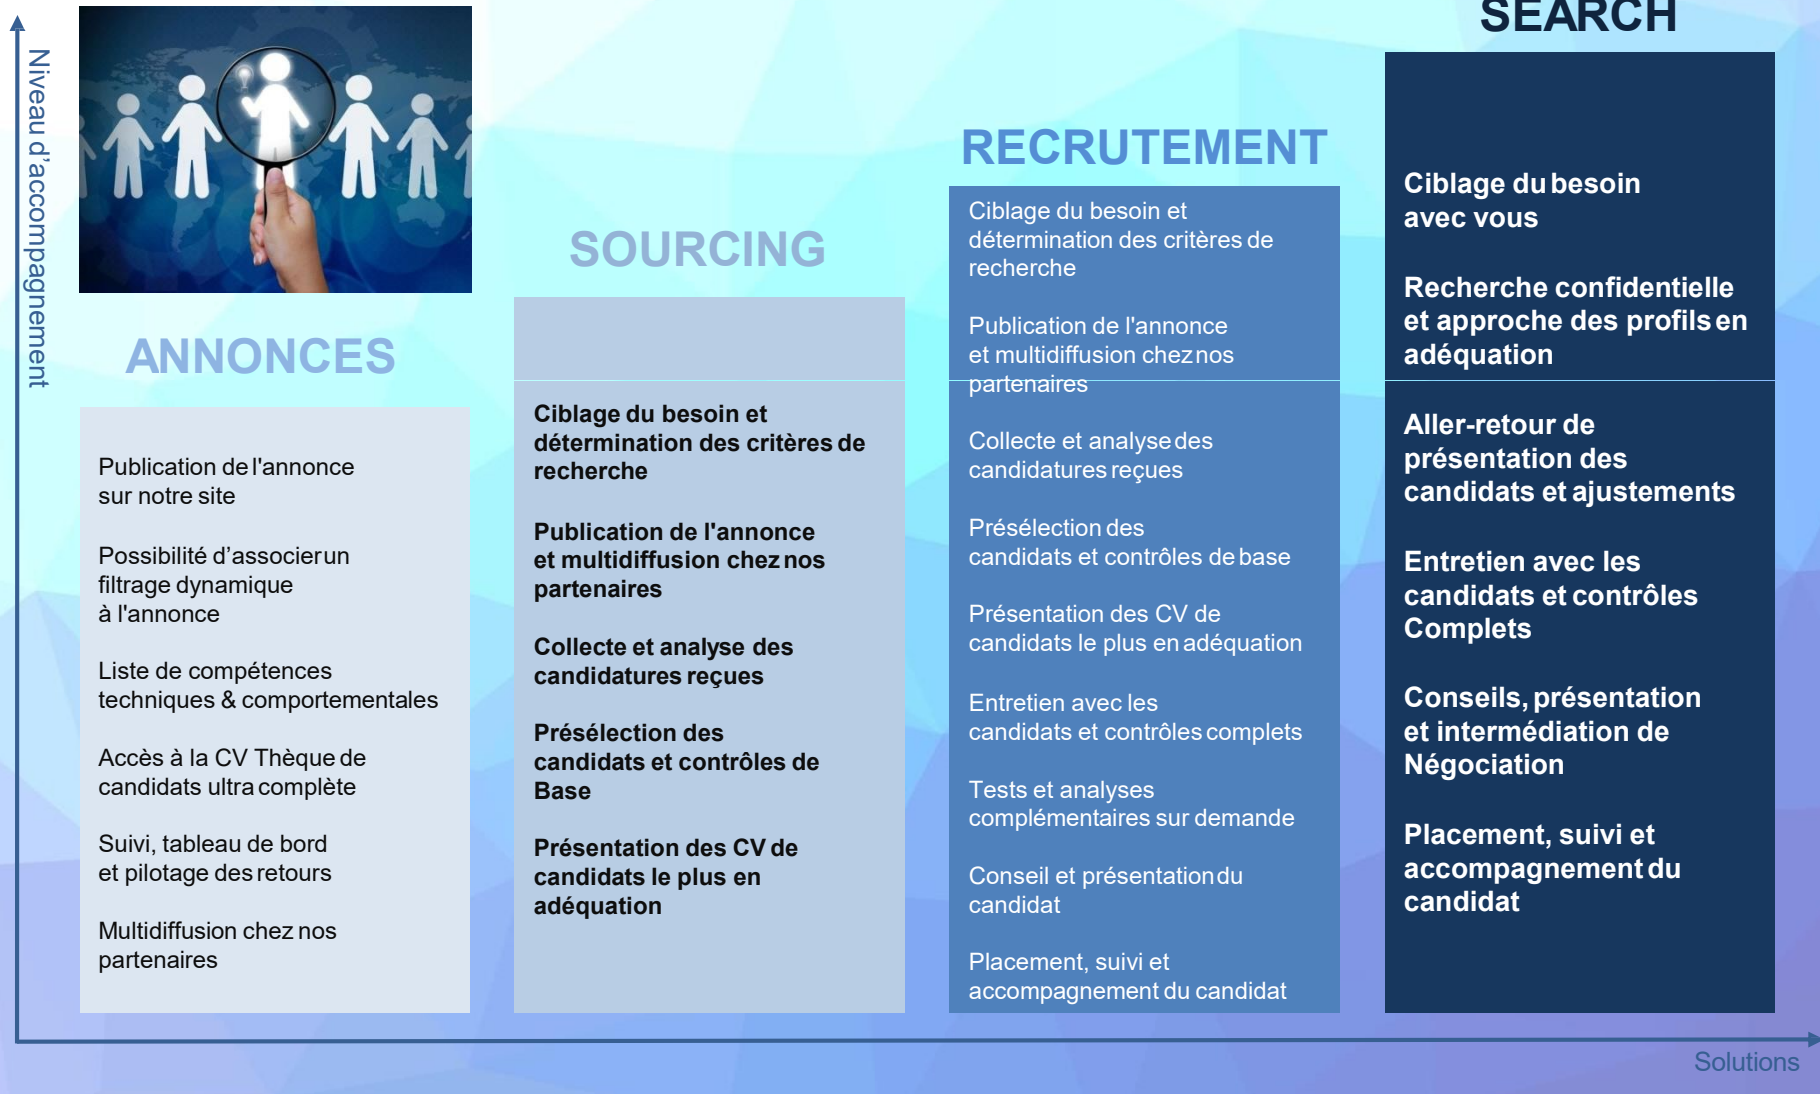 Niveau d'accompagnement
ANNONCES
Publication de l'annonce
sur notre site
Possibilité d’associer un
filtrage dynamique
à l'annonce
Liste de compétences
techniques & comportementales
Accès à la CV Thèque de
candidats ultra complète
Suivi, tableau de bord
et pilotage des retours
Multidiffusion chez nos
partenaires
SOURCING
Ciblage du besoin et
détermination des critères de
recherche
Publication de l'annonce
et multidiffusion chez nos
partenaires
Collecte et analyse des
candidatures reçues
Présélection des
candidats et contrôles de
Base
Présentation des CV de
candidats le plus en
adéquation
RECRUTEMENT
Ciblage du besoin et
détermination des critères de
recherche
Publication de l'annonce
et multidiffusion chez nos
partenaires
Collecte et analyse des
candidatures reçues
Présélection des
candidats et contrôles de base
Présentation des CV de
candidats le plus en adéquation
Entretien avec les
candidats et contrôles complets
Tests et analyses
complémentaires sur demande
Conseil et présentation du
candidat
Placement, suivi et
accompagnement du candidat
SEARCH
Ciblage du besoin
avec vous
Recherche confidentielle
et approche des profils en
adéquation
Aller-retour de
présentation des
candidats et ajustements
Entretien avec les
candidats et contrôles
Complets
Conseils, présentation
et intermédiation de
Négociation
Placement, suivi et
accompagnement du
candidat
Solutions